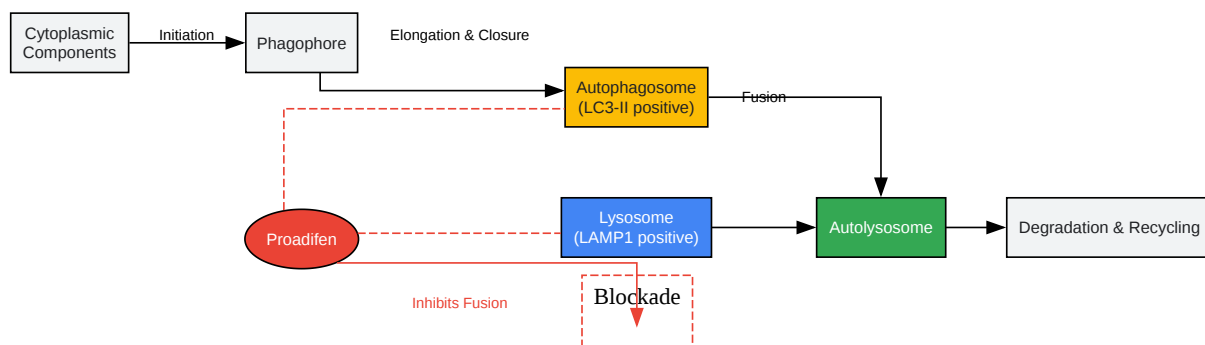 Cytoplasmic
Components
Initiation
Phagophore
Elongation & Closure
Autophagosome
(LC3-II positive)
Fusion
Proadifen
Lysosome
(LAMP1 positive)
Autolysosome
Degradation & Recycling
Inhibits Fusion
Blockade